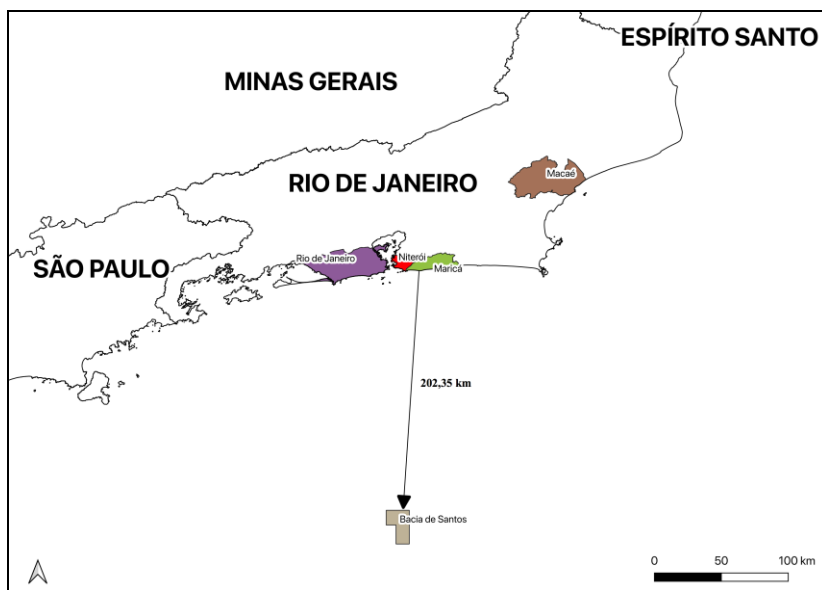 ESPÍRITO SANTO
MINAS GERAIS
Macaé
RIO DE JANEIRO
Rio de Janeiro
Niterói
SÃO PAULO
Maricá
202,35 km
Bacia de Santos
0 50 100 km